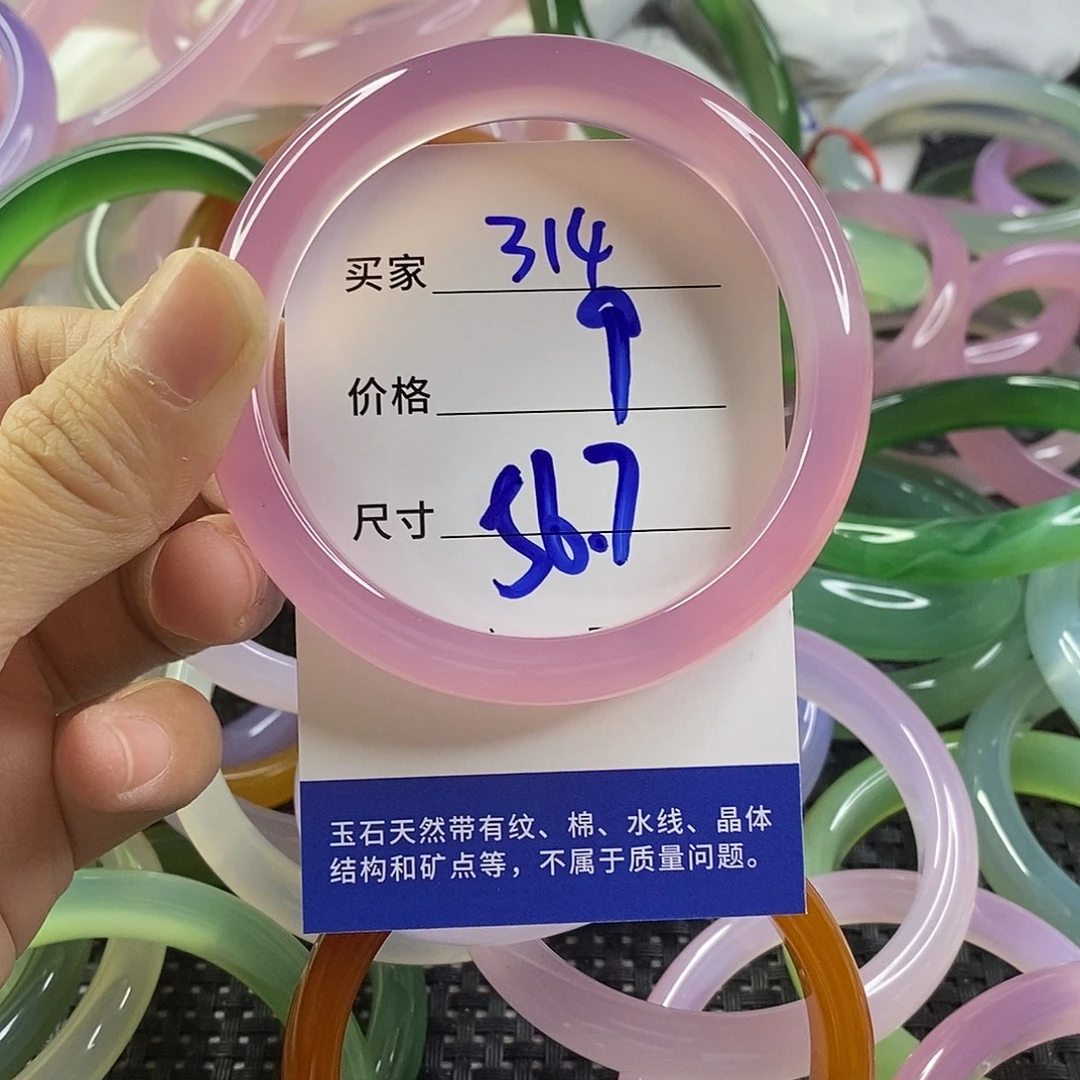 买家 314
价格
尺寸 56.7
玉石天然带有纹、棉、水线、晶体
结构和矿点等，不属于质量问题。